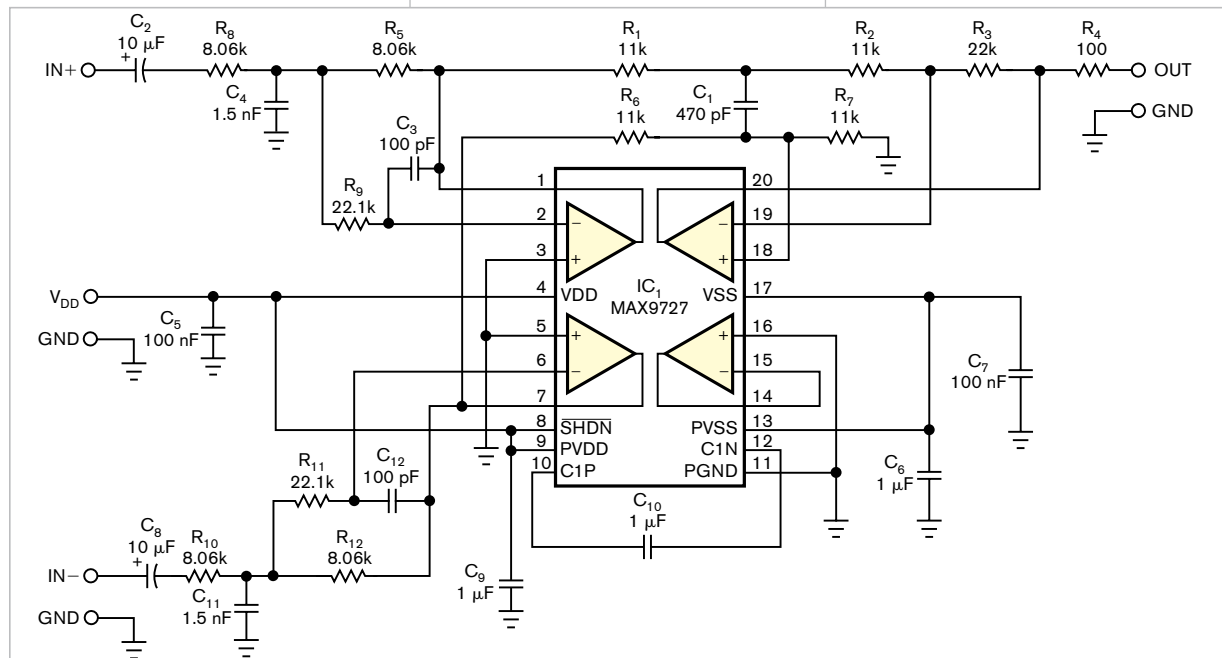 C2
10 µF
+
R8
8.06k
R5
8.06k
R1
11k
R2
11k
R3
22k
R4
100
IN+
OUT
C4
1.5 nF
R6
11k
C1
470 pF
R7
11k
GND
C3
100 pF
R9
22.1k
1
20
2
−
−
19
3
+
+
18
IC1
MAX9727
VDD
4
VDD
VSS
17
C5
100 nF
GND
5
+
+
16
6
−
−
15
C7
100 nF
7
14
8
SHDN
PVSS
13
9
PVDD
C1N
12
10
C1P
PGND
11
R11
22.1k
C12
100 pF
C6
1 µF
C10
1 µF
C8
10 µF
+
R10
8.06k
R12
8.06k
IN−
C11
1.5 nF
C9
1 µF
GND